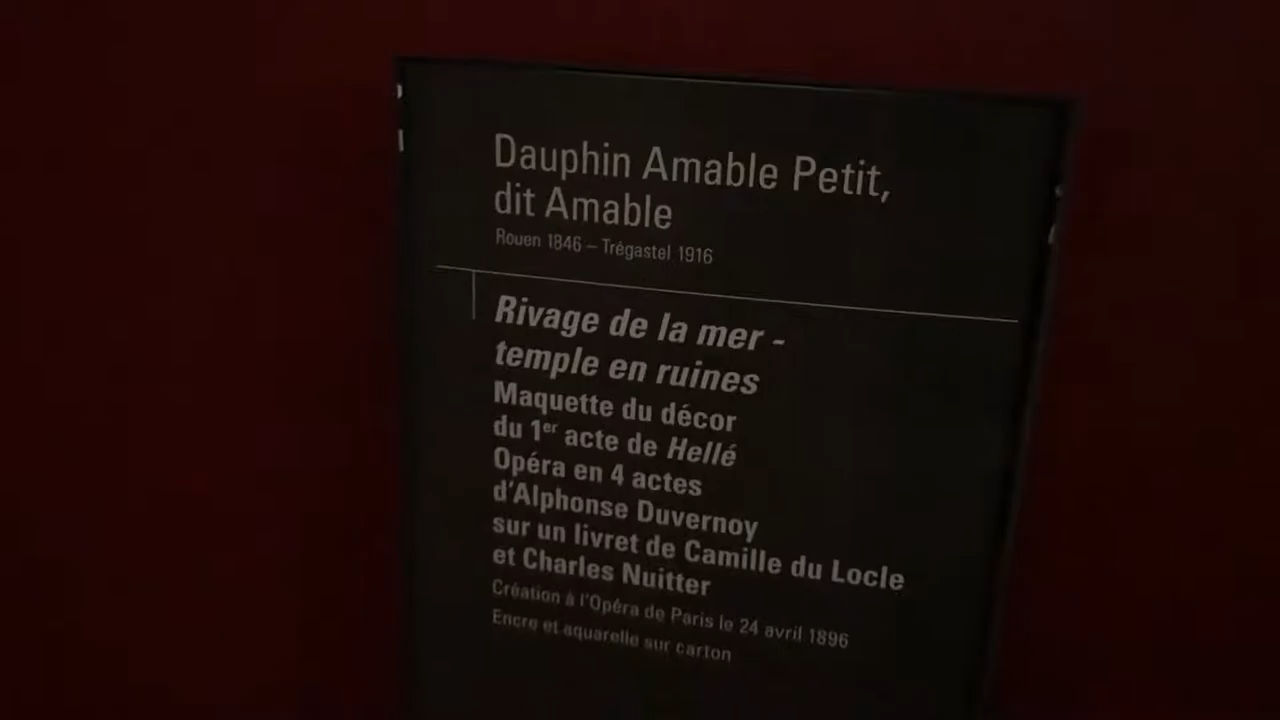 Dauphin Amable Petit,
dit Amable
Rouen 1846 – Trégastel 1916
Rivage de la mer -
temple en ruines
Maquette du décor
du 1er acte de Hellé
Opéra en 4 actes
d'Alphonse Duvernoy
sur un livret de Camille du Locle
et Charles Nuitter
Création à l'Opéra de Paris le 24 avril 1896
Encre et aquarelle sur carton